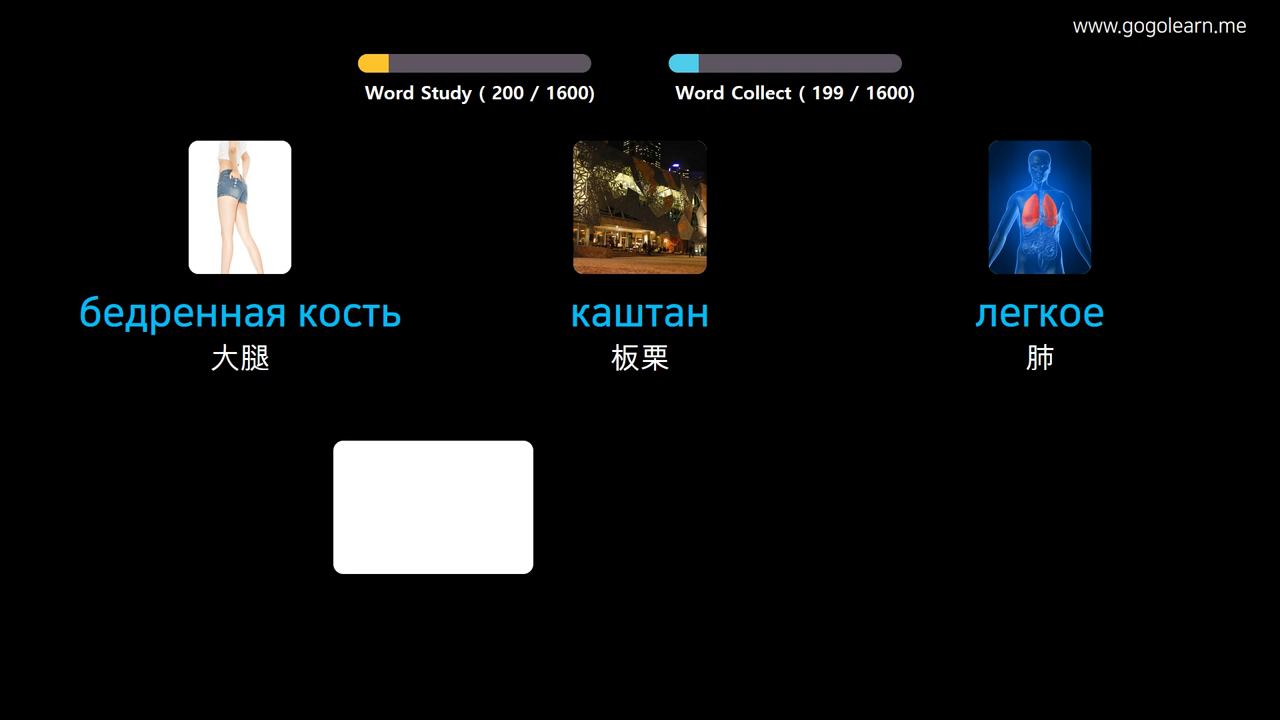 www.gogolearn.me
Word Study ( 200 / 1600)
Word Collect ( 199 / 1600)
бедренная кость
каштан
легкое
大腿
板栗
肺